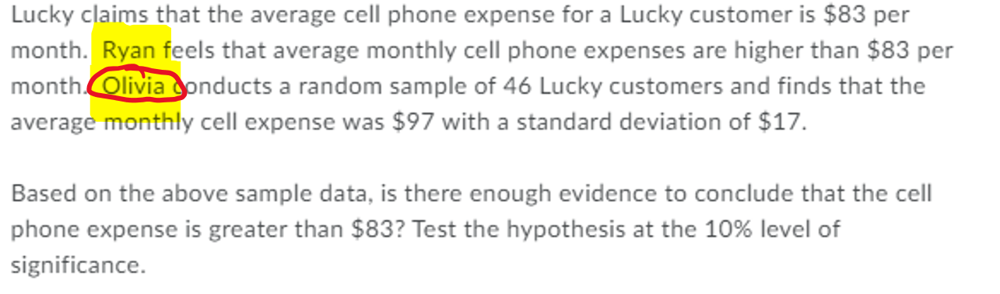 Lucky claims that the average cell phone expense for a Lucky customer is $83 per
month. Ryan feels that average monthly cell phone expenses are higher than $83 per
month. Olivia conducts a random sample of 46 Lucky customers and finds that the
average monthly cell expense was $97 with a standard deviation of $17.
Based on the above sample data, is there enough evidence to conclude that the cell
phone expense is greater than $83? Test the hypothesis at the 10% level of
significance.